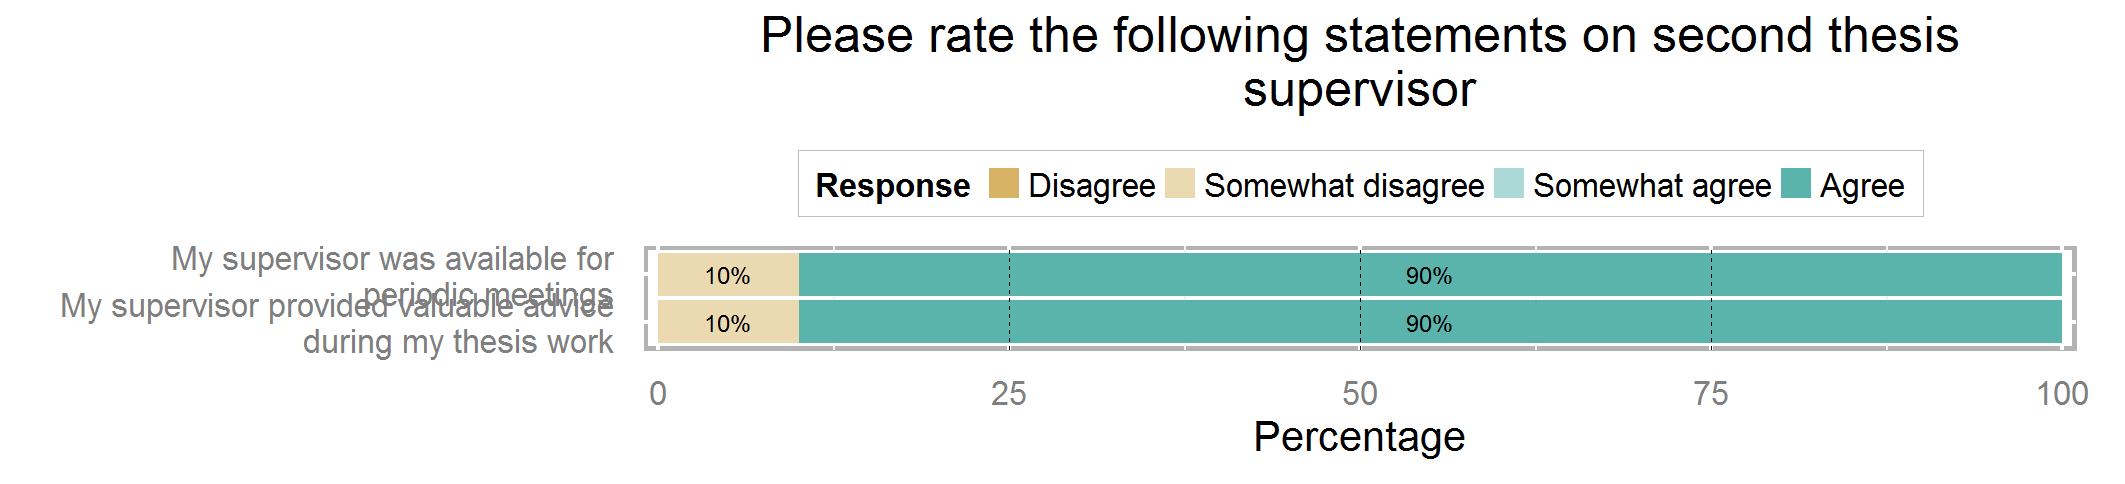 Please rate the following statements on second thesis
supervisor
Response Disagree Somewhat disagree Somewhat agree Agree
My supervisor was available for
periodic meetings
My supervisor provided valuable advice
during my thesis work
10% 90%
10% 90%
0 25 50 75 100
Percentage